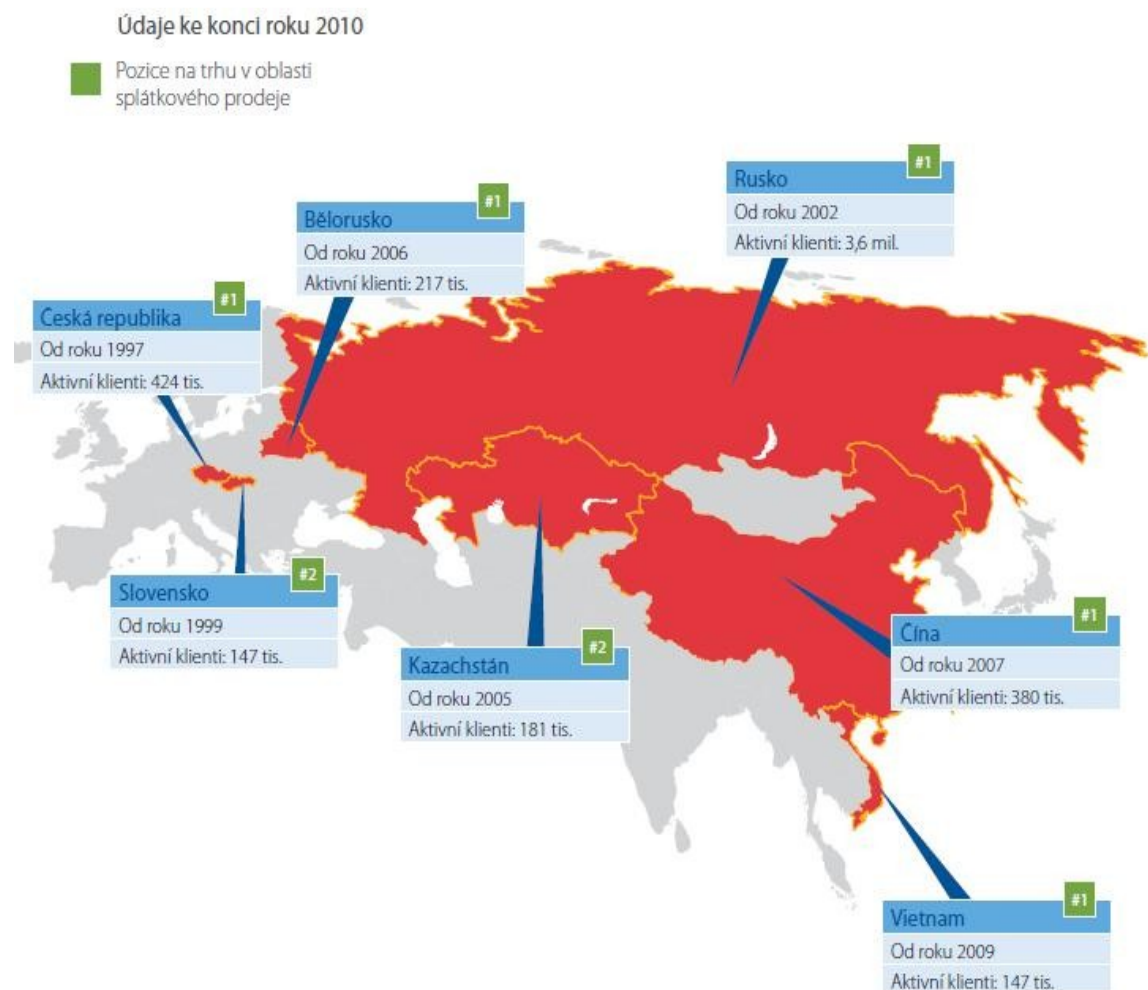 Údaje ke konci roku 2010
Pozice na trhu v oblasti
splátkového prodeje
#1
Rusko
Od roku 2002
Aktivní klienti: 3,6 mil.
#1
Bělorusko
Od roku 2006
Aktivní klienti: 217 tis.
#1
Česká republika
Od roku 1997
Aktivní klienti: 424 tis.
#2
Slovensko
Od roku 1999
Aktivní klienti: 147 tis.
#2
Kazachstán
Od roku 2005
Aktivní klienti: 181 tis.
#1
Čína
Od roku 2007
Aktivní klienti: 380 tis.
#1
Vietnam
Od roku 2009
Aktivní klienti: 147 tis.